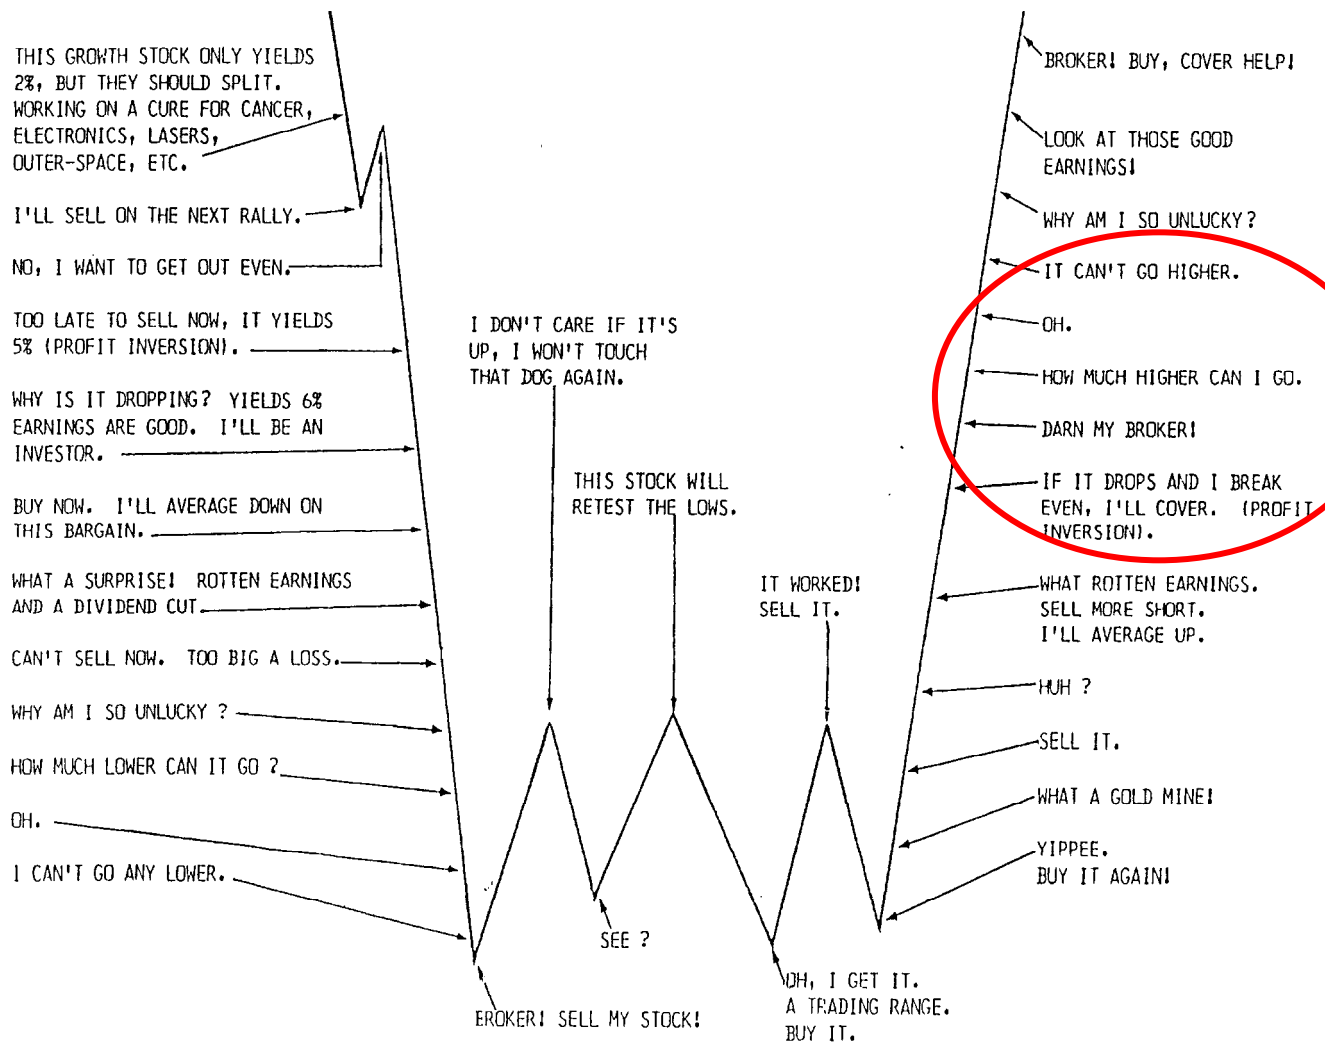 THIS GROWTH STOCK ONLY YIELDS
2%, BUT THEY SHOULD SPLIT.
WORKING ON A CURE FOR CANCER,
ELECTRONICS, LASERS,
OUTER-SPACE, ETC.
I'LL SELL ON THE NEXT RALLY.
NO, I WANT TO GET OUT EVEN.
TOO LATE TO SELL NOW, IT YIELDS
5% (PROFIT INVERSION).
WHY IS IT DROPPING? YIELDS 6%
EARNINGS ARE GOOD. I'LL BE AN
INVESTOR.
BUY NOW. I'LL AVERAGE DOWN ON
THIS BARGAIN.
WHAT A SURPRISE! ROTTEN EARNINGS
AND A DIVIDEND CUT.
CAN'T SELL NOW. TOO BIG A LOSS.
WHY AM I SO UNLUCKY ?
HOW MUCH LOWER CAN IT GO ?
OH.
I CAN'T GO ANY LOWER.
BROKER! SELL MY STOCK!
I DON'T CARE IF IT'S
UP, I WON'T TOUCH
THAT DOG AGAIN.
SEE ?
THIS STOCK WILL
RETEST THE LOWS.
OH, I GET IT.
A TRADING RANGE.
BUY IT.
IT WORKED!
SELL IT.
BROKER! BUY, COVER HELP!
LOOK AT THOSE GOOD
EARNINGS!
WHY AM I SO UNLUCKY?
IT CAN'T GO HIGHER.
OH.
HOW MUCH HIGHER CAN I GO.
DARN MY BROKER!
IF IT DROPS AND I BREAK
EVEN, I'LL COVER. (PROFIT
INVERSION).
WHAT ROTTEN EARNINGS.
SELL MORE SHORT.
I'LL AVERAGE UP.
HUH ?
SELL IT.
WHAT A GOLD MINE!
YIPPEE.
BUY IT AGAIN!